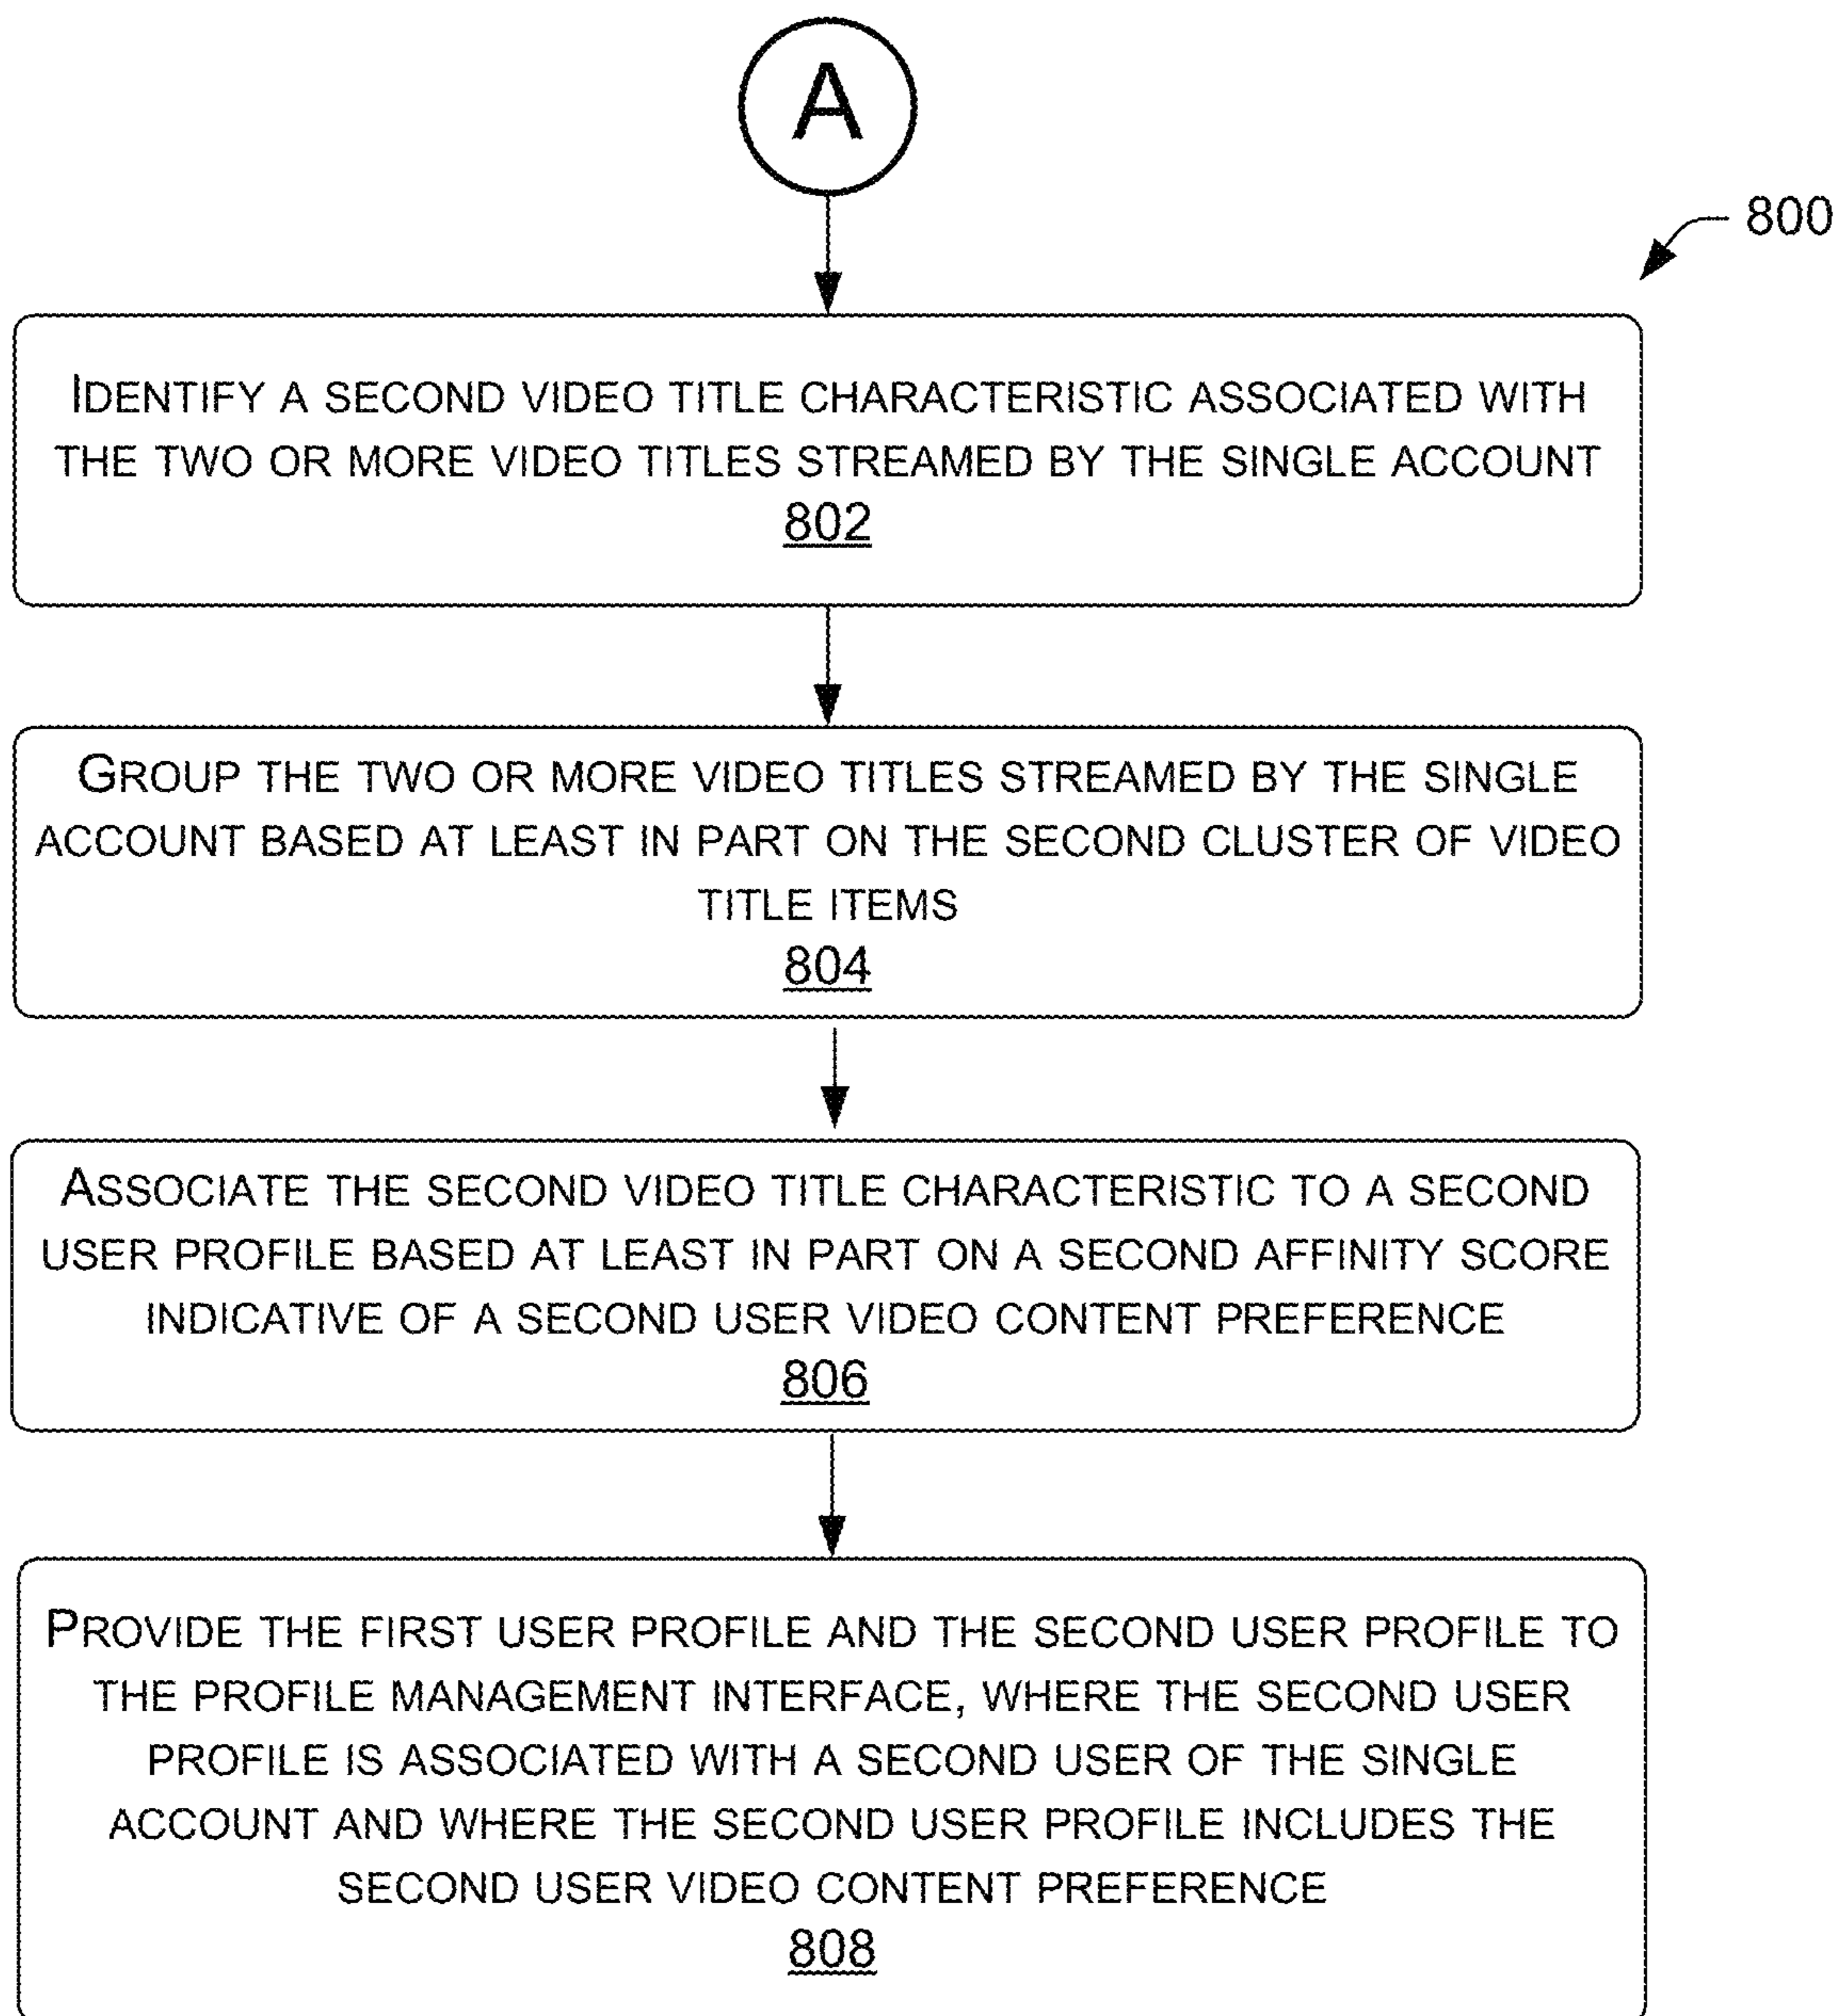 A
800
IDENTIFY A SECOND VIDEO TITLE CHARACTERISTIC ASSOCIATED WITH
THE TWO OR MORE VIDEO TITLES STREAMED BY THE SINGLE ACCOUNT
802
GROUP THE TWO OR MORE VIDEO TITLES STREAMED BY THE SINGLE
ACCOUNT BASED AT LEAST IN PART ON THE SECOND CLUSTER OF VIDEO
TITLE ITEMS
804
ASSOCIATE THE SECOND VIDEO TITLE CHARACTERISTIC TO A SECOND
USER PROFILE BASED AT LEAST IN PART ON A SECOND AFFINITY SCORE
INDICATIVE OF A SECOND USER VIDEO CONTENT PREFERENCE
806
PROVIDE THE FIRST USER PROFILE AND THE SECOND USER PROFILE TO
THE PROFILE MANAGEMENT INTERFACE, WHERE THE SECOND USER
PROFILE IS ASSOCIATED WITH A SECOND USER OF THE SINGLE
ACCOUNT AND WHERE THE SECOND USER PROFILE INCLUDES THE
SECOND USER VIDEO CONTENT PREFERENCE
808